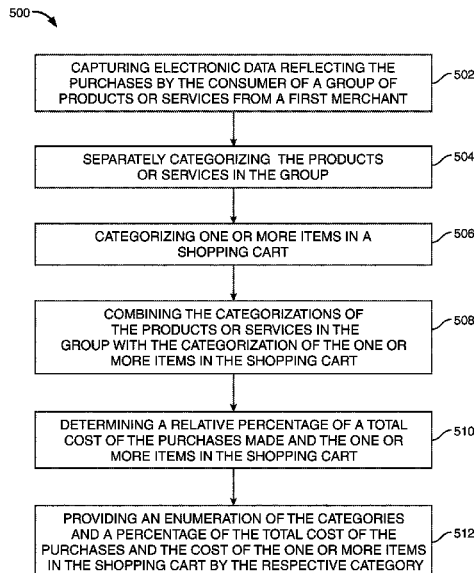 500
CAPTURING ELECTRONIC DATA REFLECTING THE
PURCHASES BY THE CONSUMER OF A GROUP OF
PRODUCTS OR SERVICES FROM A FIRST MERCHANT
502
SEPARATELY CATEGORIZING THE PRODUCTS
OR SERVICES IN THE GROUP
504
CATEGORIZING ONE OR MORE ITEMS IN A
SHOPPING CART
506
COMBINING THE CATEGORIZATIONS OF
THE PRODUCTS OR SERVICES IN THE
GROUP WITH THE CATEGORIZATION OF THE ONE OR
MORE ITEMS IN THE SHOPPING CART
508
DETERMINING A RELATIVE PERCENTAGE OF A TOTAL
COST OF THE PURCHASES MADE AND THE ONE OR
MORE ITEMS IN THE SHOPPING CART
510
PROVIDING AN ENUMERATION OF THE CATEGORIES
AND A PERCENTAGE OF THE TOTAL COST OF THE
PURCHASES AND THE COST OF THE ONE OR MORE ITEMS
IN THE SHOPPING CART BY THE RESPECTIVE CATEGORY
512